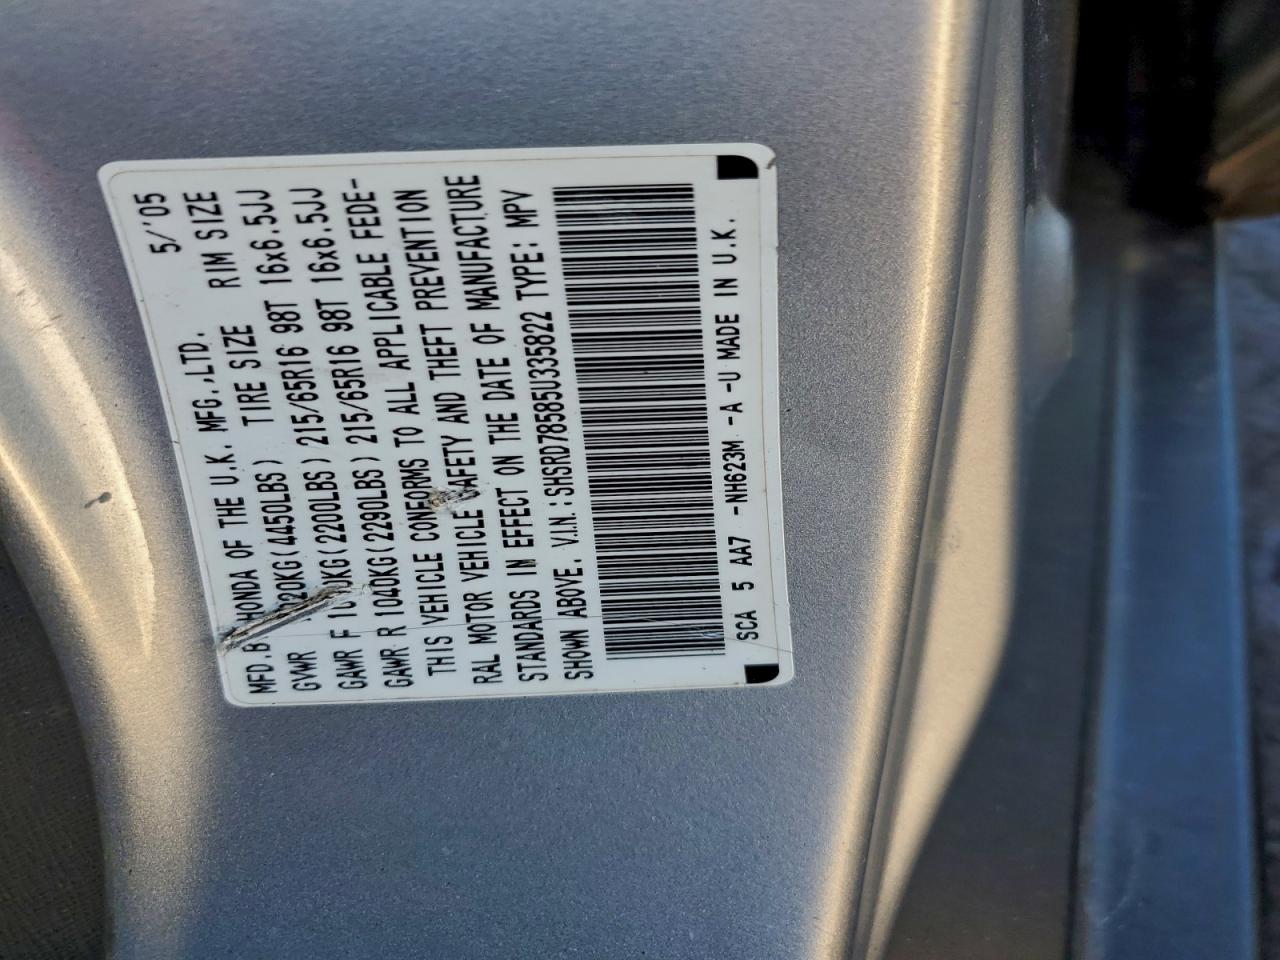 MFD.B HONDA OF THE U.K. MFG.,LTD. 5/'05
GVWR 20KG(4450LBS) TIRE SIZE RIM SIZE
GAWR F KG(2200LBS)215/65R16 98T 16x6.5JJ
GAWR R 1040KG(2290LBS)215/65R16 98T 16x6.5JJ
THIS VEHICLE CONFORMS TO ALL APPLICABLE FEDE-
RAL MOTOR VEHICLE SAFETY AND THEFT PREVENTION
STANDARDS IN EFFECT ON THE DATE OF MANUFACTURE
SHOWN ABOVE. V.I.N:SHSRD78585U335822 TYPE:MPV
SCA 5 AA7 -NH623M -A -U MADE IN U.K.